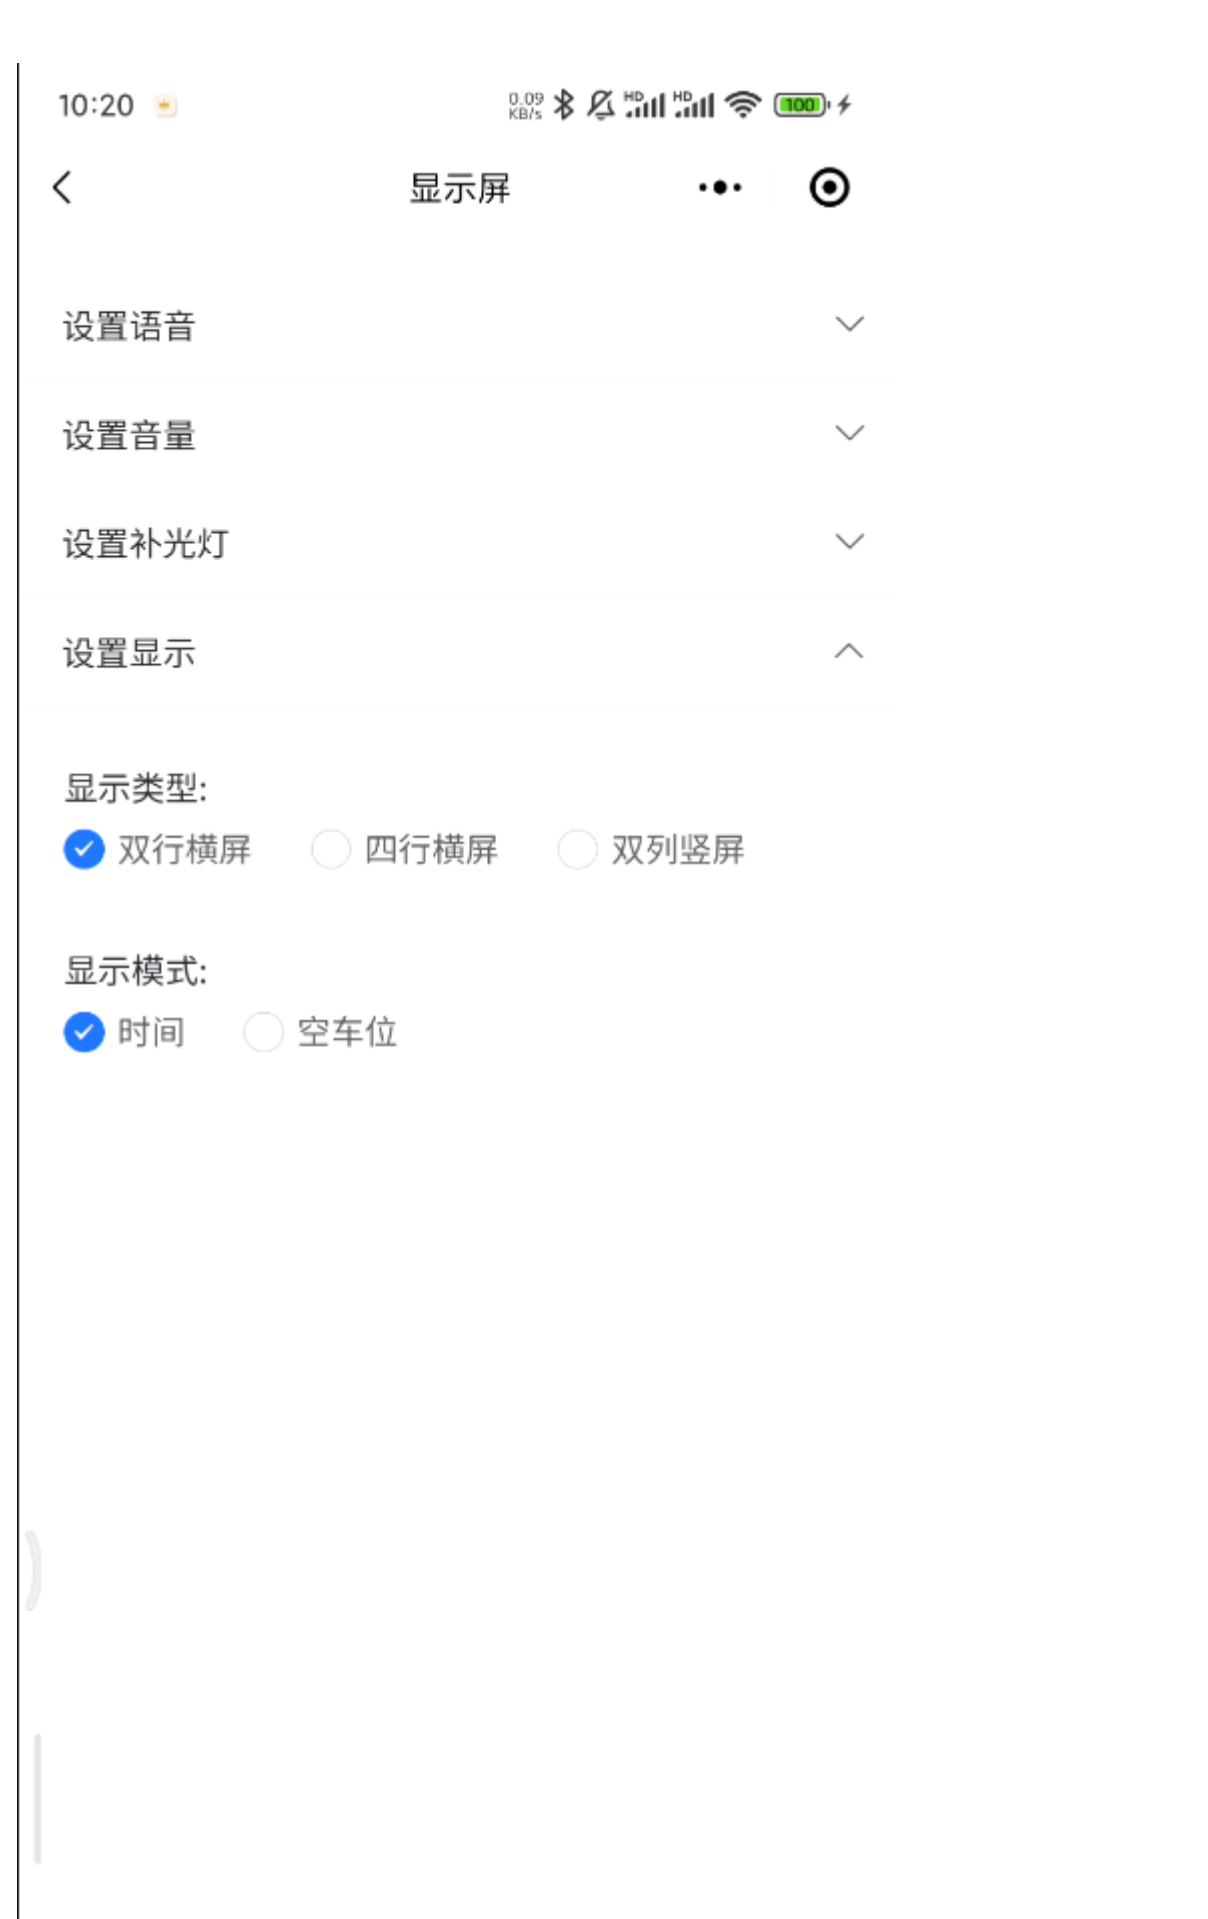 10:20 0.09 KB/s HD HD 100
显示屏
设置语音
设置音量
设置补光灯
设置显示
显示类型:
双行横屏 四行横屏 双列竖屏
显示模式:
时间 空车位